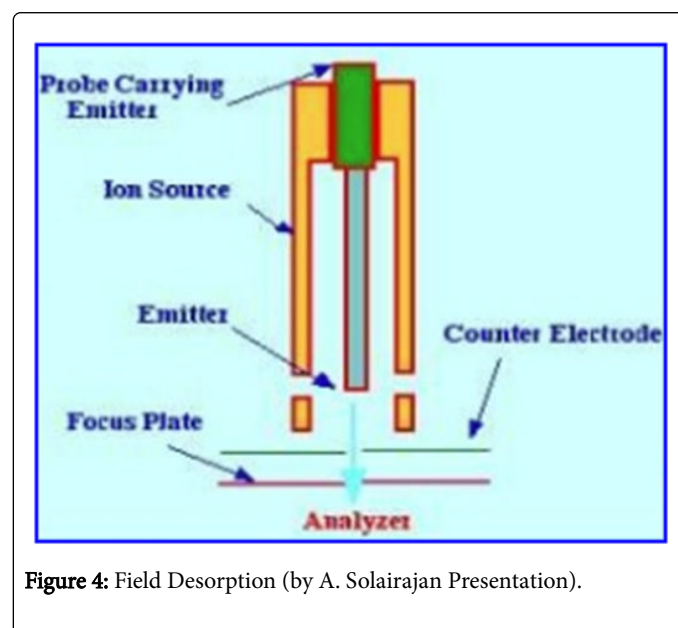 Probe Carrying
Emitter
Ion Source
Emitter
Counter Electrode
Focus Plate
Analyzer
Figure 4: Field Desorption (by A. Solairajan Presentation).